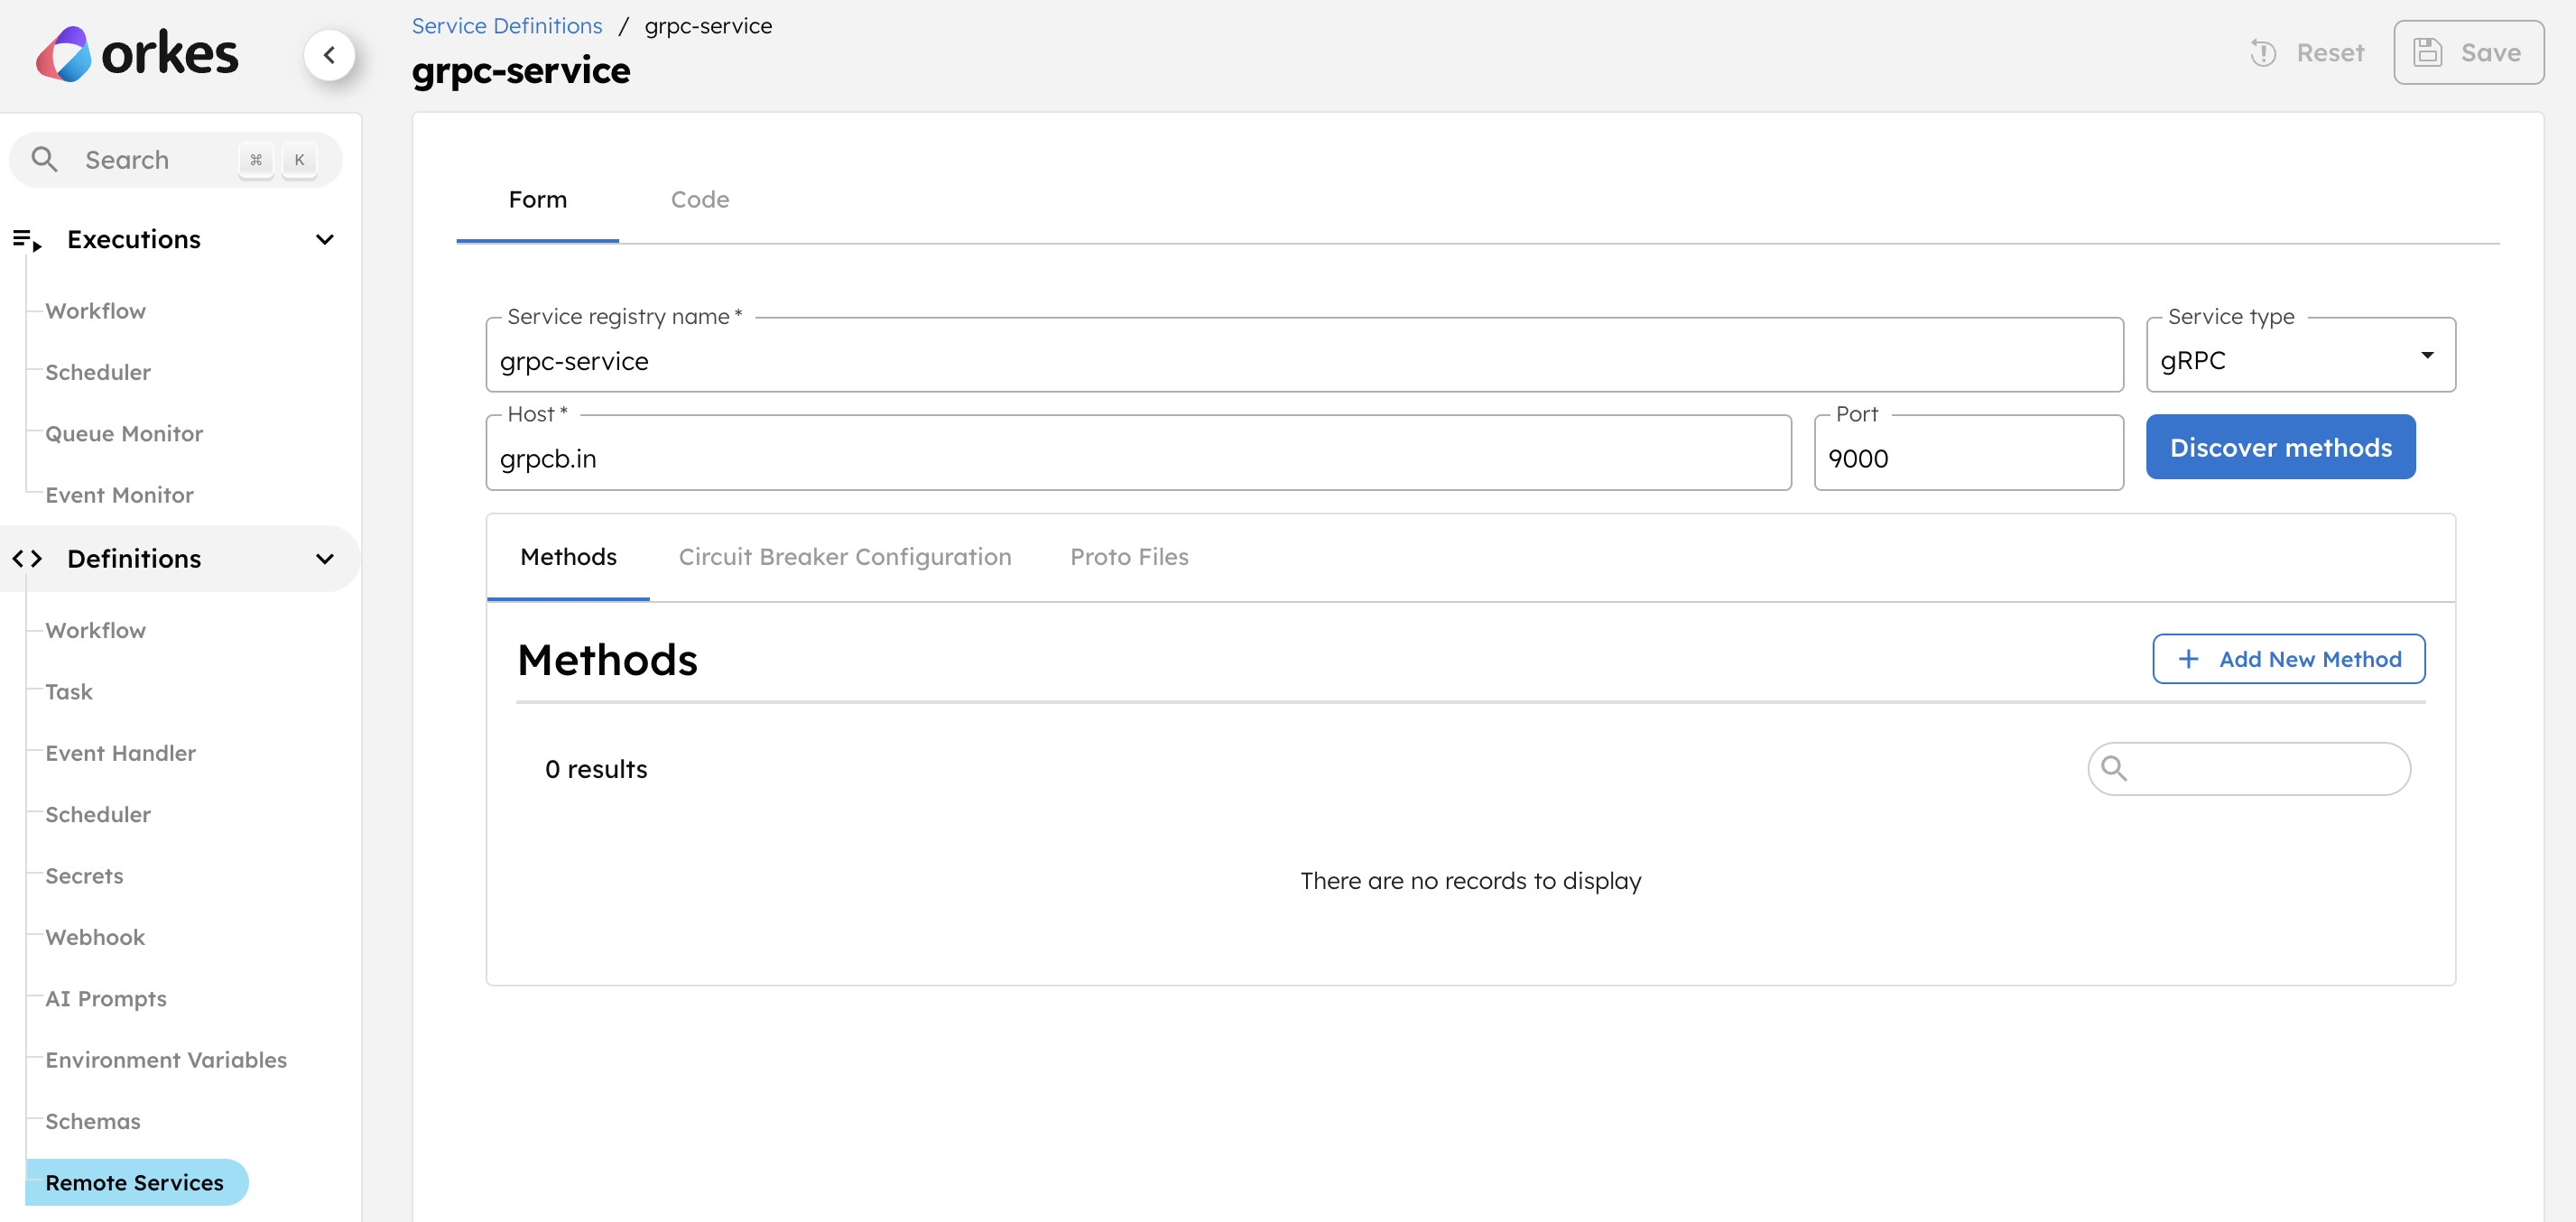 orkes
Service Definitions / grpc-service
grpc-service
Reset
Save
Search ⌘ K
Executions
Workflow
Scheduler
Queue Monitor
Event Monitor
Definitions
Workflow
Task
Event Handler
Scheduler
Secrets
Webhook
AI Prompts
Environment Variables
Schemas
Remote Services
Form Code
Service registry name *
grpc-service
Service type
gRPC
Host *
grpcb.in
Port
9000
Discover methods
Methods Circuit Breaker Configuration Proto Files
Methods
+ Add New Method
0 results
There are no records to display